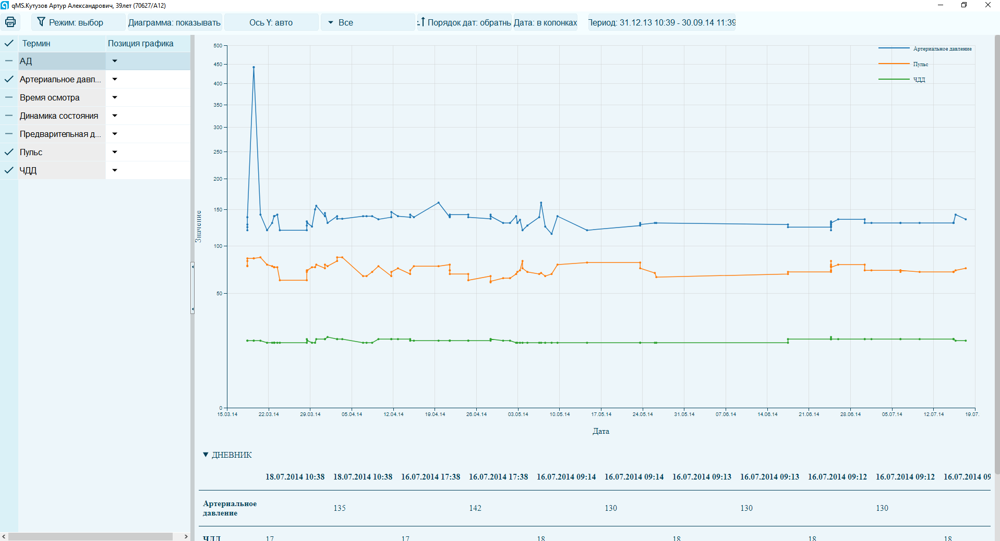 qMS.Кутузов Артур Александрович, 39лет (70627/A12)
Режим: выбор
Диаграмма: показывать
Ось Y: авто
Все
Порядок дат: обратнь
Дата: в колонках
Период: 31.12.13 10:39 - 30.09.14 11:39
Термин Позиция графика
АД
Артериальное давл...
Время осмотра
Динамика состояния
Предварительная д...
Пульс
ЧДД
500
450
400
350
300
250
200
150
100
50
0
Значение
Артериальное давление
Пульс
ЧДД
15.03.14 22.03.14 29.03.14 05.04.14 12.04.14 19.04.14 26.04.14 03.05.14 10.05.14 17.05.14 24.05.14 31.05.14 07.06.14 14.06.14 21.06.14 28.06.14 05.07.14 12.07.14 19.07.
Дата
ДНЕВНИК
18.07.2014 10:38 18.07.2014 10:38 16.07.2014 17:38 16.07.2014 17:38 16.07.2014 09:14 16.07.2014 09:14 16.07.2014 09:13 16.07.2014 09:13 16.07.2014 09:12 16.07.2014 09:12 16.07.2014 09
Артериальное
давление
135 142 130 130 130
ЧДД 17 17 18 18 18 18